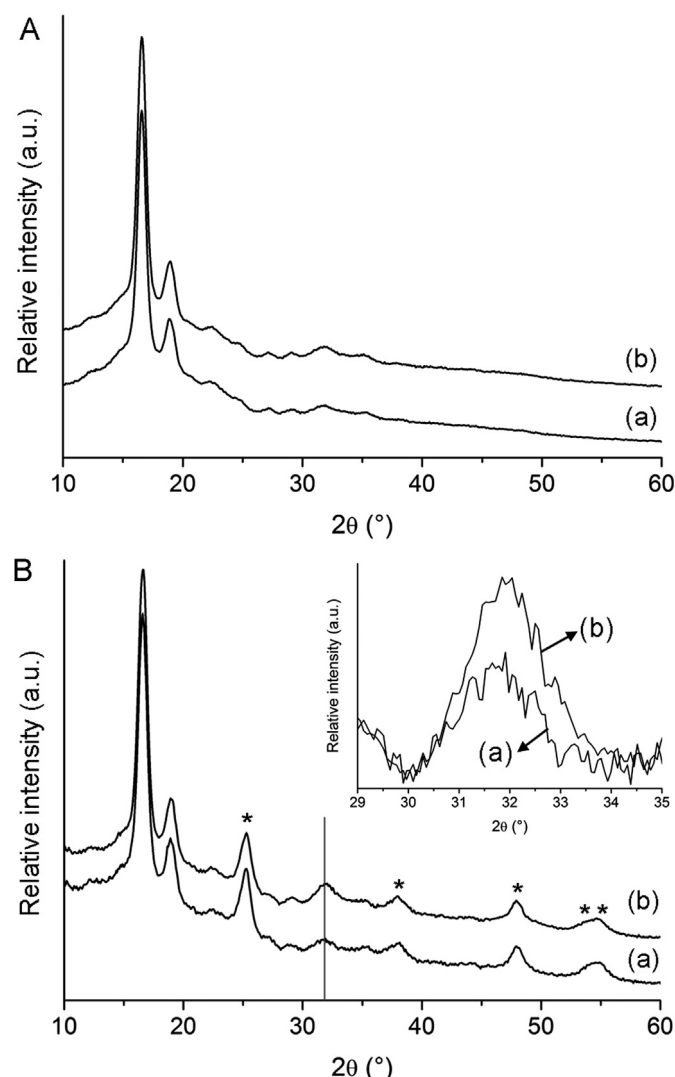 A
Relative intensity (a.u.)
(b)
(a)
10 20 30 40 50 60
2θ (°)
B
Relative intensity (a.u.)
* * * * *
(b)
(a)
10 20 30 40 50 60
2θ (°)
Relative intensity (a.u.)
(b)
(a)
29 30 31 32 33 34 35
2θ (°)